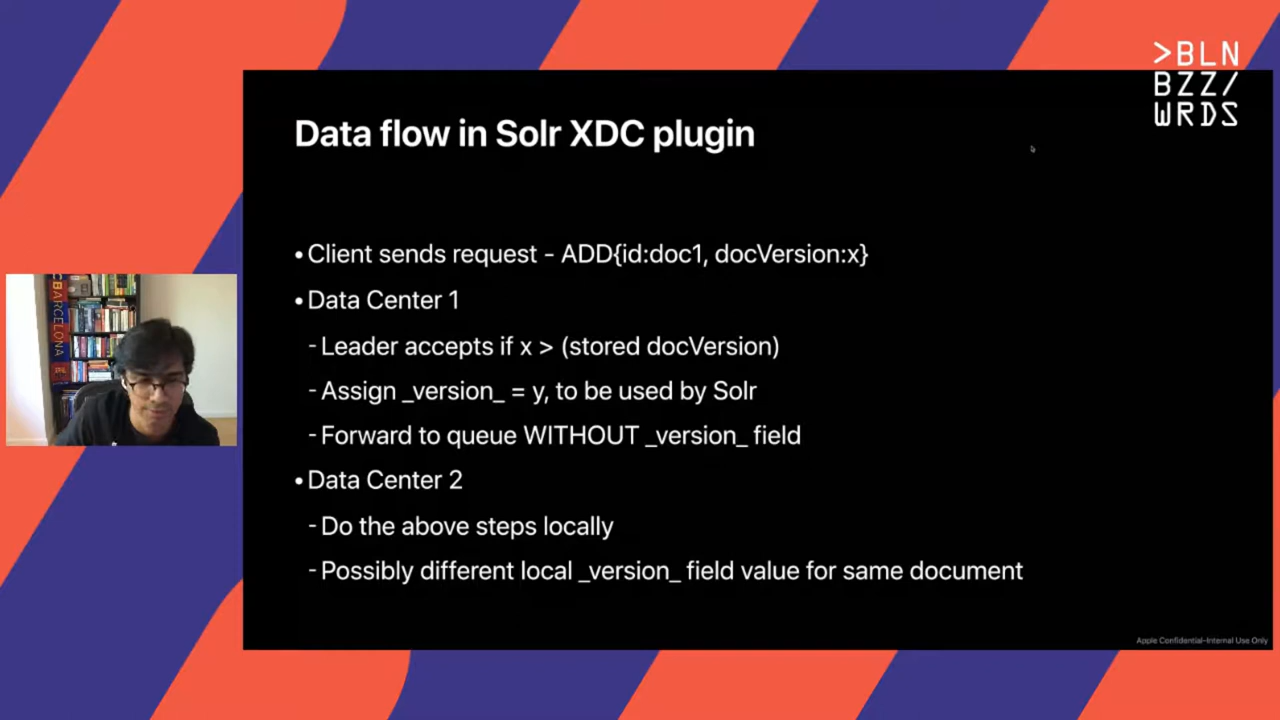 >BLN
BZZ/
WRDS
Data flow in Solr XDC plugin
• Client sends request - ADD{id:doc1, docVersion:x}
• Data Center 1
- Leader accepts if x > (stored docVersion)
- Assign _version_ = y, to be used by Solr
- Forward to queue WITHOUT _version_ field
• Data Center 2
- Do the above steps locally
- Possibly different local _version_ field value for same document
Apple Confidential–Internal Use Only
BARCELONA